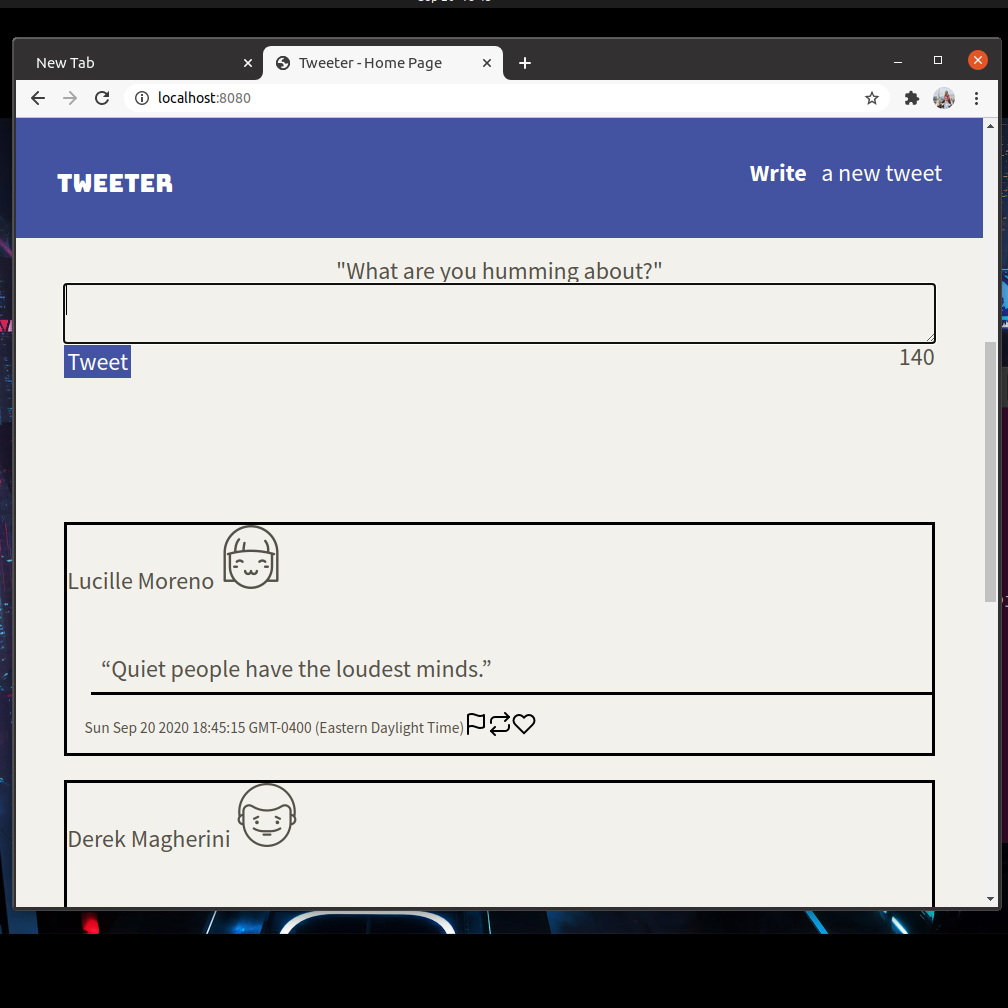 New Tab
Tweeter - Home Page
localhost:8080
TWEETER
Write a new tweet
"What are you humming about?"
Tweet
140
Lucille Moreno
“Quiet people have the loudest minds.”
Sun Sep 20 2020 18:45:15 GMT-0400 (Eastern Daylight Time)
Derek Magherini